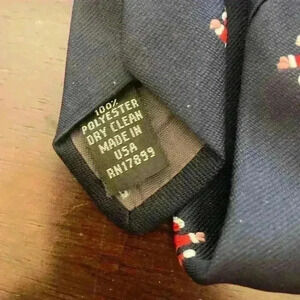 100%
POLYESTER
DRY CLEAN
MADE IN
USA
RN17899